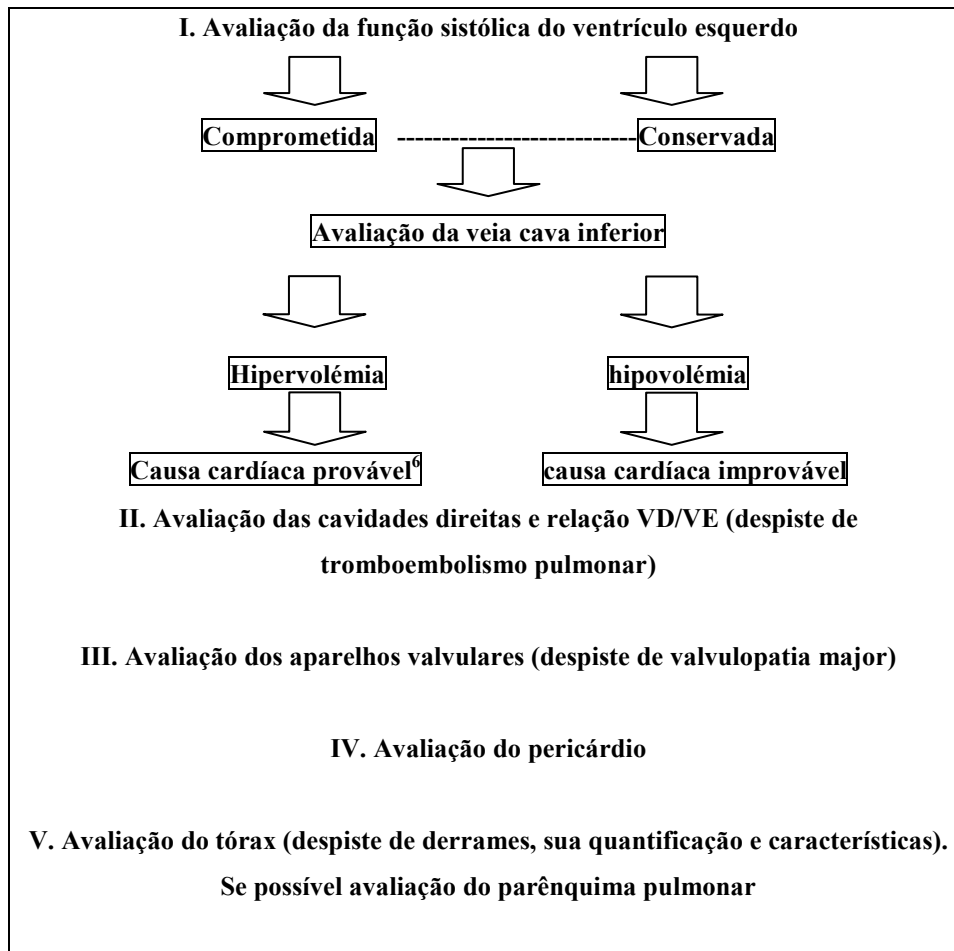 I. Avaliação da função sistólica do ventrículo esquerdo
Comprometida ---------------------------- Conservada
Avaliação da veia cava inferior
Hipervolémia hipovolémia
Causa cardíaca provável⁶ causa cardíaca improvável
II. Avaliação das cavidades direitas e relação VD/VE (despiste de
tromboembolismo pulmonar)
III. Avaliação dos aparelhos valvulares (despiste de valvulopatia major)
IV. Avaliação do pericárdio
V. Avaliação do tórax (despiste de derrames, sua quantificação e características).
Se possível avaliação do parênquima pulmonar